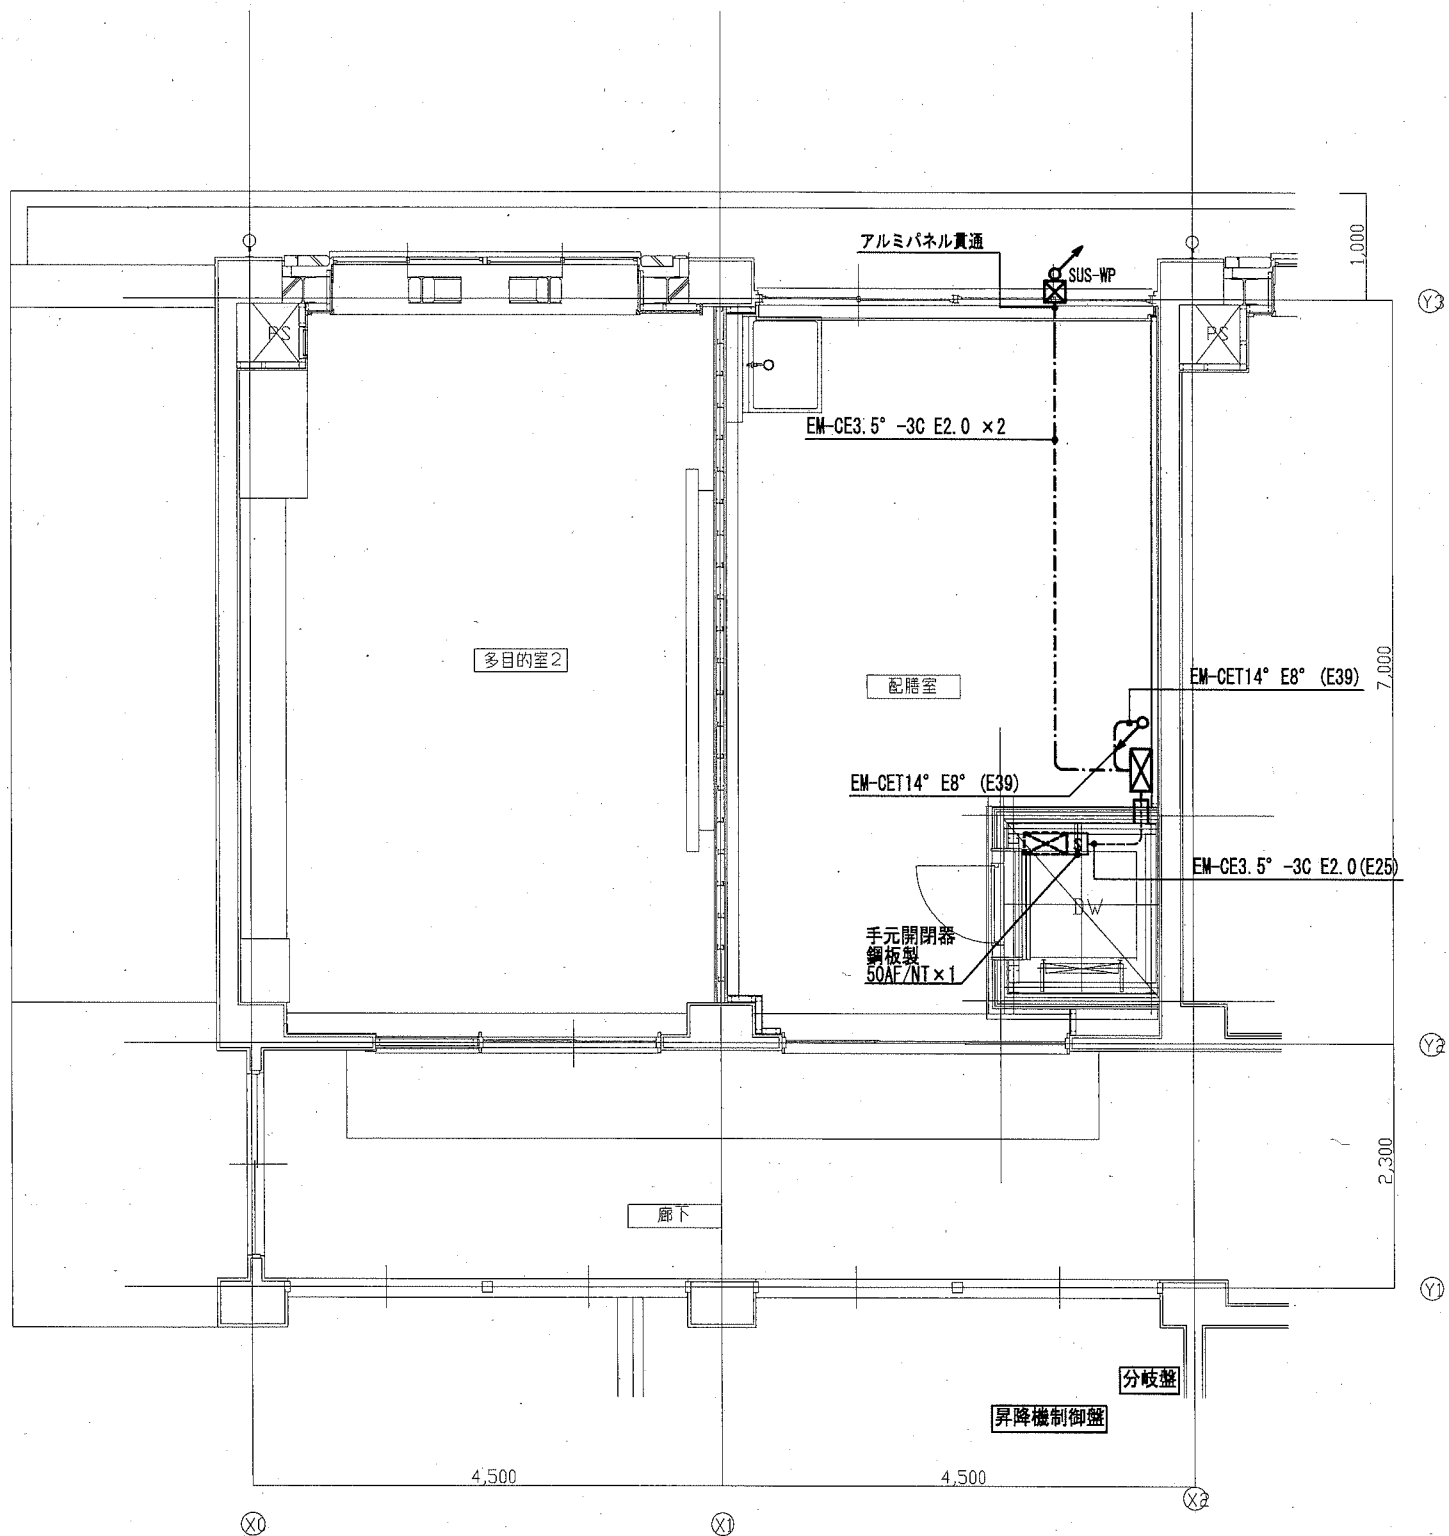 アルミパネル貫通
SUS-WP
1,000
Y3
PS
PS
EM-CE3.5° -3C E2.0 ×2
多目的室2
配膳室
EM-CET14° E8° (E39)
7,000
EM-CET14° E8° (E39)
S
EM-CE3.5° -3C E2.0(E25)
DW
手元開閉器
鋼板製
50AF/NT×1
Y2
2,300
廊下
Y1
分岐盤
昇降機制御盤
4,500
4,500
X0
X1
X2